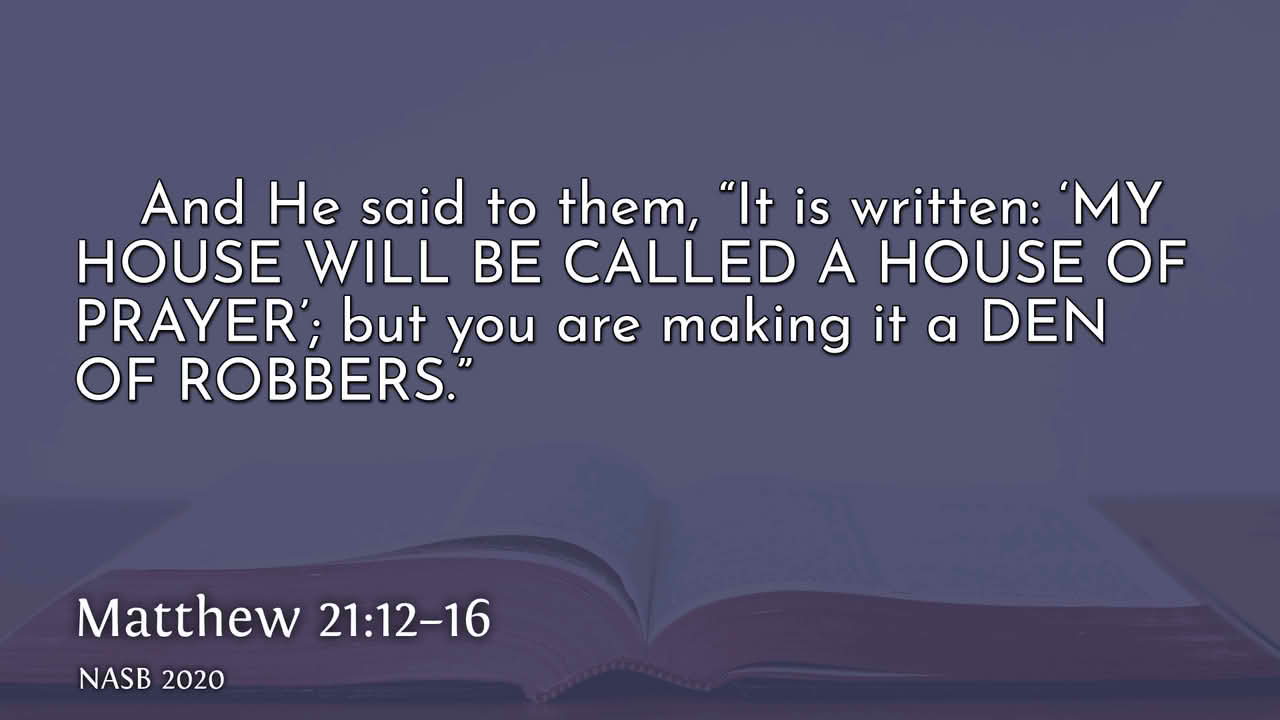 And He said to them, “It is written: ‘MY
HOUSE WILL BE CALLED A HOUSE OF
PRAYER’; but you are making it a DEN
OF ROBBERS.”
Matthew 21:12–16
NASB 2020